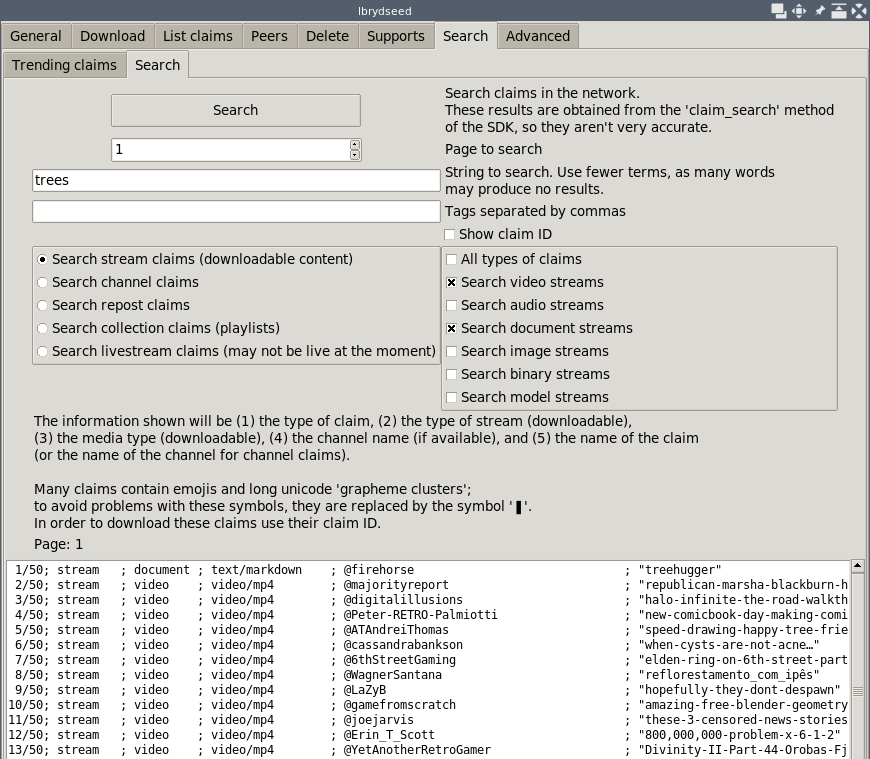 lbrydseed
General Download List claims Peers Delete Supports Search Advanced
Trending claims Search
Search
Search claims in the network.
These results are obtained from the 'claim_search' method
of the SDK, so they aren't very accurate.
1
Page to search
trees
String to search. Use fewer terms, as many words
may produce no results.
Tags separated by commas
Show claim ID
Search stream claims (downloadable content)
Search channel claims
Search repost claims
Search collection claims (playlists)
Search livestream claims (may not be live at the moment)
All types of claims
Search video streams
Search audio streams
Search document streams
Search image streams
Search binary streams
Search model streams
The information shown will be (1) the type of claim, (2) the type of stream (downloadable),
(3) the media type (downloadable), (4) the channel name (if available), and (5) the name of the claim
(or the name of the channel for channel claims).
Many claims contain emojis and long unicode 'grapheme clusters';
to avoid problems with these symbols, they are replaced by the symbol '❚'.
In order to download these claims use their claim ID.
Page: 1
1/50; stream ; document ; text/markdown ; @firehorse ; "treehugger"
2/50; stream ; video ; video/mp4 ; @majorityreport ; "republican-marsha-blackburn-h
3/50; stream ; video ; video/mp4 ; @digitalillusions ; "halo-infinite-the-road-walkth
4/50; stream ; video ; video/mp4 ; @Peter-RETRO-Palmiotti ; "new-comicbook-day-making-comi
5/50; stream ; video ; video/mp4 ; @ATAndreiThomas ; "speed-drawing-happy-tree-frie
6/50; stream ; video ; video/mp4 ; @cassandrabankson ; "when-cysts-are-not-acne…"
7/50; stream ; video ; video/mp4 ; @6thStreetGaming ; "elden-ring-on-6th-street-part
8/50; stream ; video ; video/mp4 ; @WagnerSantana ; "reflorestamento_com_ipês"
9/50; stream ; video ; video/mp4 ; @LaZyB ; "hopefully-they-dont-despawn"
10/50; stream ; video ; video/mp4 ; @gamefromscratch ; "amazing-free-blender-geometry
11/50; stream ; video ; video/mp4 ; @joejarvis ; "these-3-censored-news-stories
12/50; stream ; video ; video/mp4 ; @Erin_T_Scott ; "800,000,000-problem-x-6-1-2"
13/50; stream ; video ; video/mp4 ; @YetAnotherRetroGamer ; "Divinity-II-Part-44-Orobas-Fj